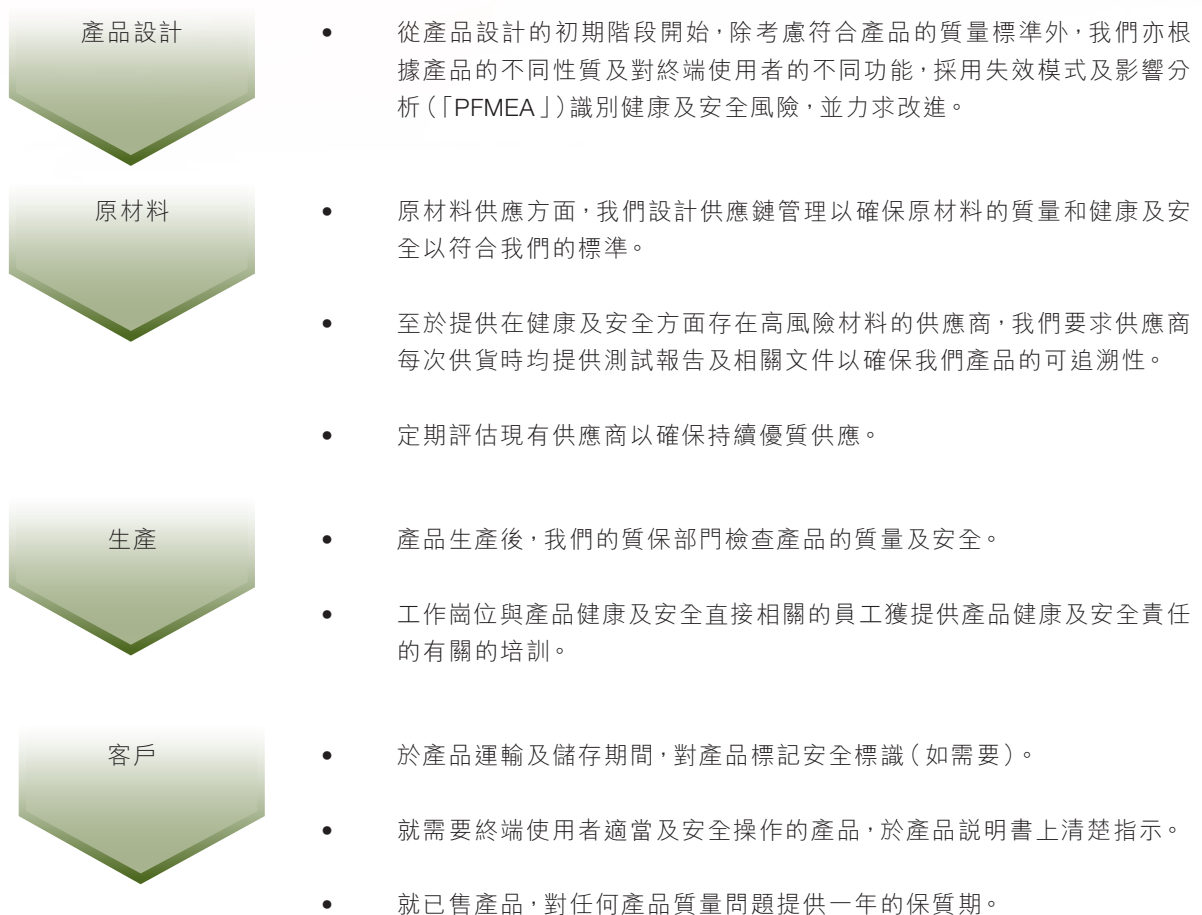 產品設計
• 從產品設計的初期階段開始，除考慮符合產品的質量標準外，我們亦根
據產品的不同性質及對終端使用者的不同功能，採用失效模式及影響分
析（「PFMEA」）識別健康及安全風險，並力求改進。
原材料
• 原材料供應方面，我們設計供應鏈管理以確保原材料的質量和健康及安
全以符合我們的標準。
• 至於提供在健康及安全方面存在高風險材料的供應商，我們要求供應商
每次供貨時均提供測試報告及相關文件以確保我們產品的可追溯性。
• 定期評估現有供應商以確保持續優質供應。
生產
• 產品生產後，我們的質保部門檢查產品的質量及安全。
• 工作崗位與產品健康及安全直接相關的員工獲提供產品健康及安全責任
的有關的培訓。
客戶
• 於產品運輸及儲存期間，對產品標記安全標識（如需要）。
• 就需要終端使用者適當及安全操作的產品，於產品説明書上清楚指示。
• 就已售產品，對任何產品質量問題提供一年的保質期。